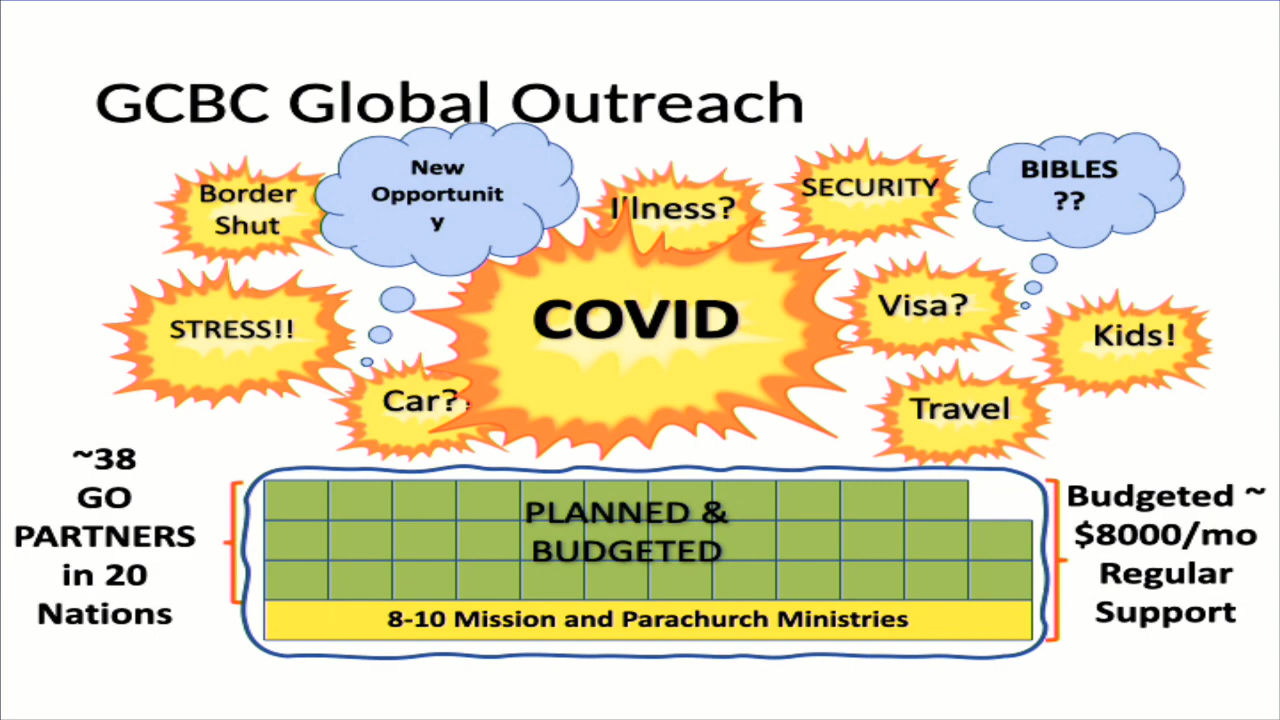 GCBC Global Outreach
Border
Shut
New
Opportunit
y
Illness?
SECURITY
BIBLES
??
STRESS!!
COVID
Visa?
Kids!
Car?
Travel
~38
GO
PARTNERS
in 20
Nations
PLANNED &
BUDGETED
8-10 Mission and Parachurch Ministries
Budgeted ~
$8000/mo
Regular
Support